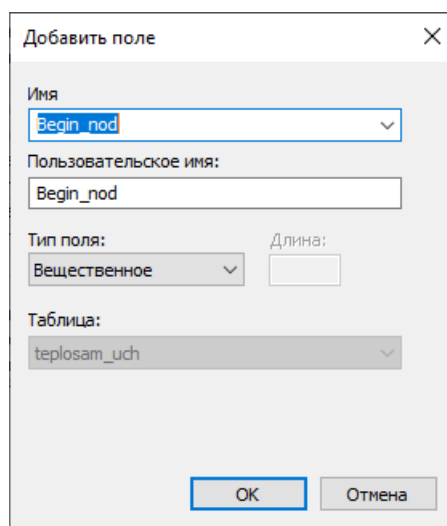 Добавить поле
Имя
Begin_nod
Пользовательское имя:
Begin_nod
Тип поля:
Длина:
Вещественное
Таблица:
teplosam_uch
OK
Отмена